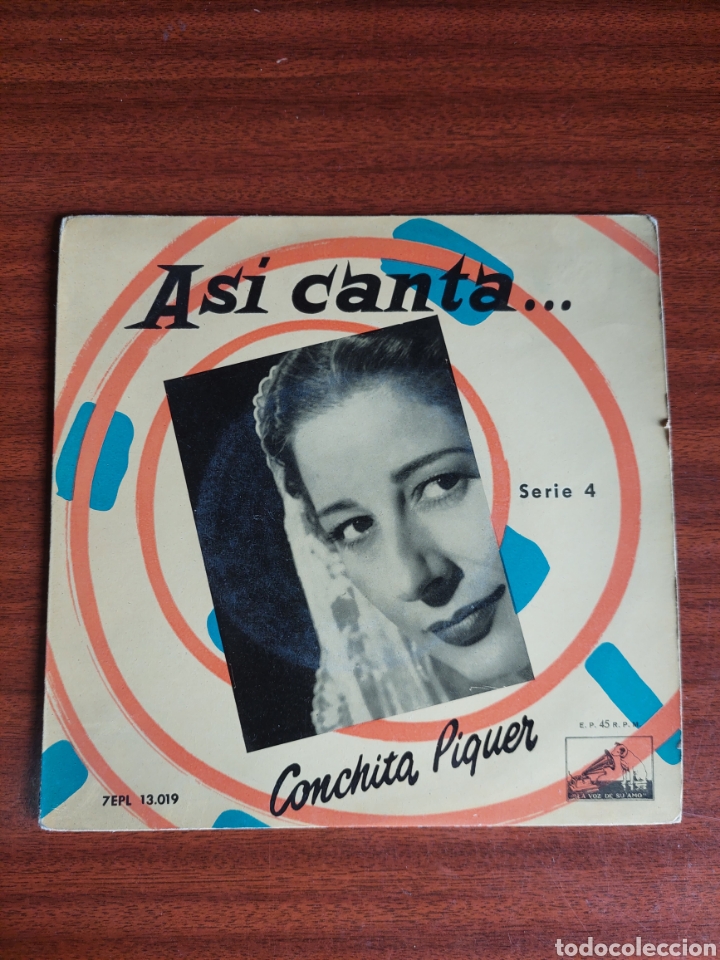 Asi canta...
Serie 4
Conchita Piquer
E. P. 45 R. P. M.
"LA VOZ DE SU AMO"
7EPL 13.019
todocoleccion